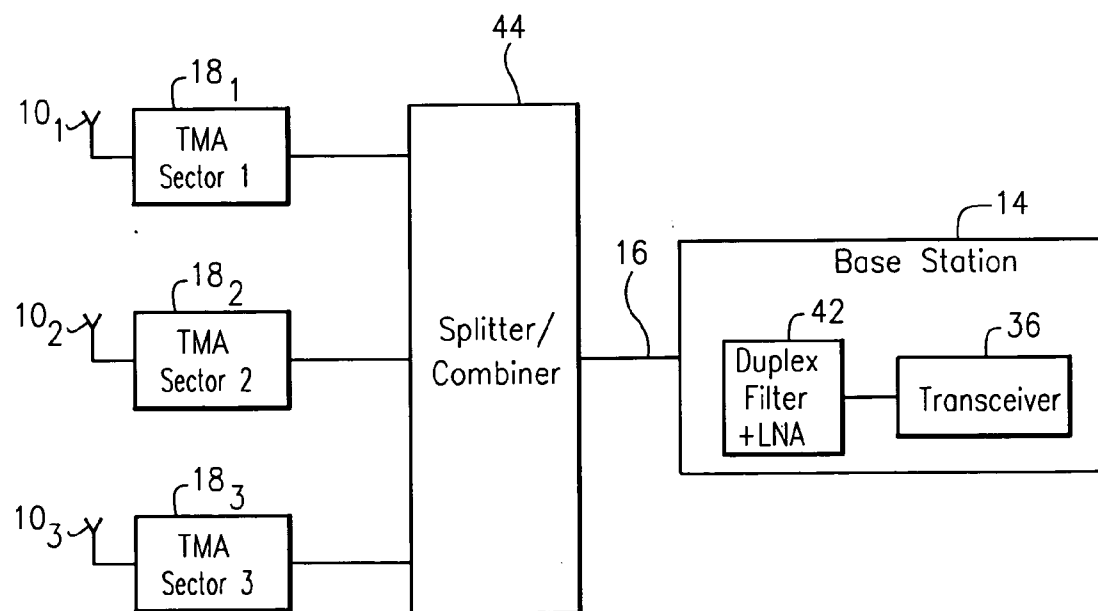 44
18 1
10 1
TMA
Sector 1
14
Base Station
16
18 2
10 2
TMA
Sector 2
Splitter/
Combiner
42
Duplex
Filter
+LNA
36
Transceiver
18 3
10 3
TMA
Sector 3